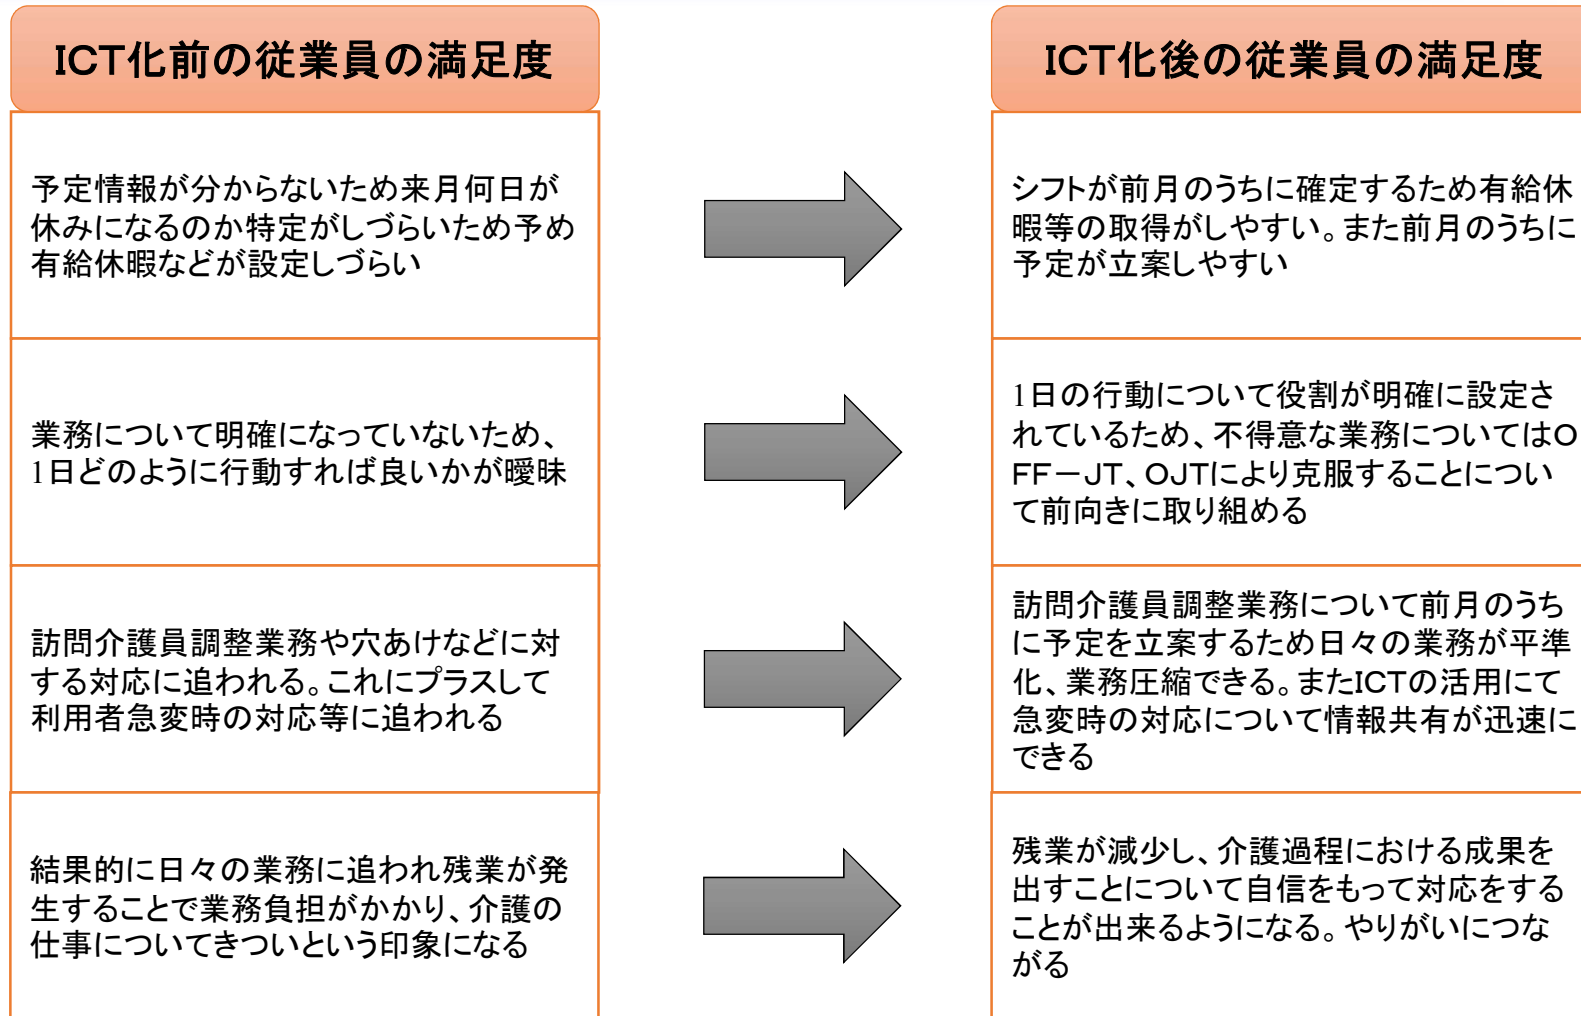 ICT化前の従業員の満足度
予定情報が分からないため来月何日が
休みになるのか特定がしづらいため予め
有給休暇などが設定しづらい
業務について明確になっていないため、
1日どのように行動すれば良いかが曖昧
訪問介護員調整業務や穴あけなどに対
する対応に追われる。これにプラスして
利用者急変時の対応等に追われる
結果的に日々の業務に追われ残業が発
生することで業務負担がかかり、介護の
仕事についてきついという印象になる
ICT化後の従業員の満足度
シフトが前月のうちに確定するため有給休
暇等の取得がしやすい。また前月のうちに
予定が立案しやすい
1日の行動について役割が明確に設定さ
れているため、不得意な業務についてはO
FF－JT、OJTにより克服することについ
て前向きに取り組める
訪問介護員調整業務について前月のうち
に予定を立案するため日々の業務が平準
化、業務圧縮できる。またICTの活用にて
急変時の対応について情報共有が迅速に
できる
残業が減少し、介護過程における成果を
出すことについて自信をもって対応をする
ことが出来るようになる。やりがいにつな
がる